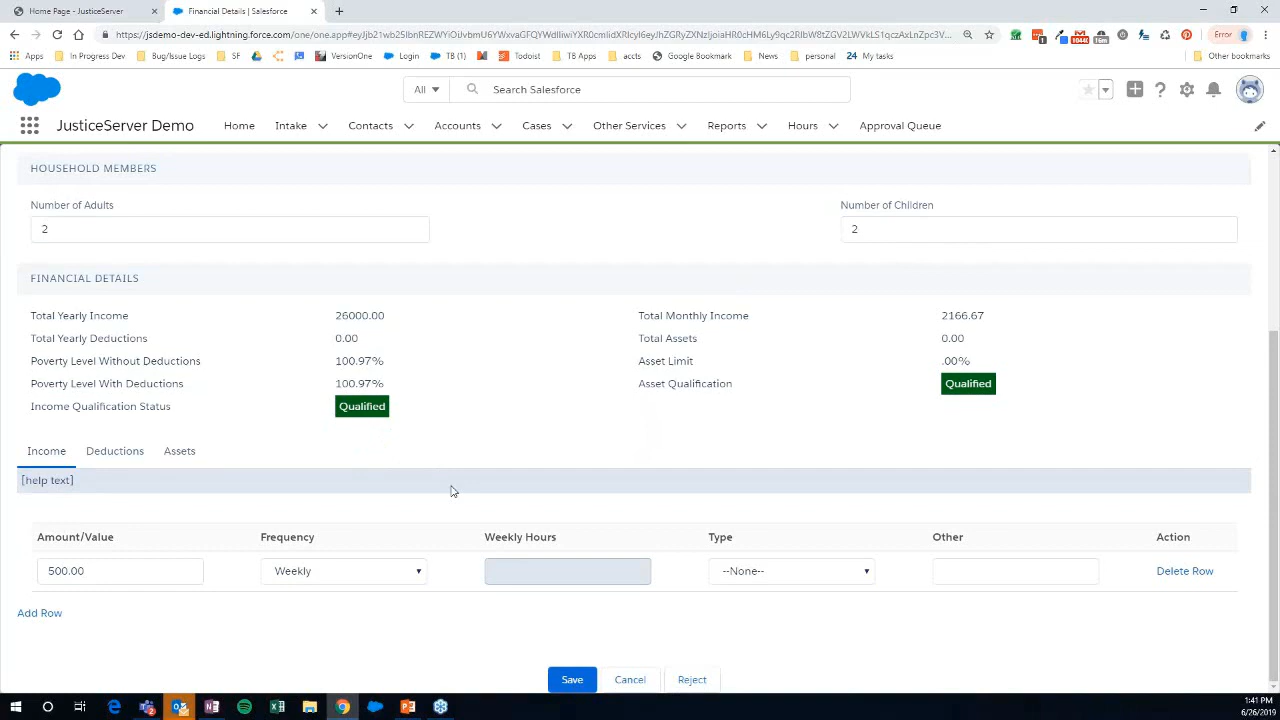 Home Page - JusticeServer
Financial Details | Salesforce
Apps
In Progress Dev
Bug/Issue Logs
SF
VersionOne
Login
TB (1)
Todoist
TB Apps
accts
Google Bookmark
News
personal
24 My tasks
Other bookmarks
Error
All
Search Salesforce
JusticeServer Demo
Home
Intake
Contacts
Accounts
Cases
Other Services
Reports
Hours
Approval Queue
HOUSEHOLD MEMBERS
Number of Adults
Number of Children
2
2
FINANCIAL DETAILS
Total Yearly Income 26000.00 Total Monthly Income 2166.67
Total Yearly Deductions 0.00 Total Assets 0.00
Poverty Level Without Deductions 100.97% Asset Limit .00%
Poverty Level With Deductions 100.97% Asset Qualification Qualified
Income Qualification Status Qualified
Income Deductions Assets
[help text]
Amount/Value Frequency Weekly Hours Type Other Action
500.00 Weekly --None-- Delete Row
Add Row
Save Cancel Reject
1:41 PM
6/26/2019